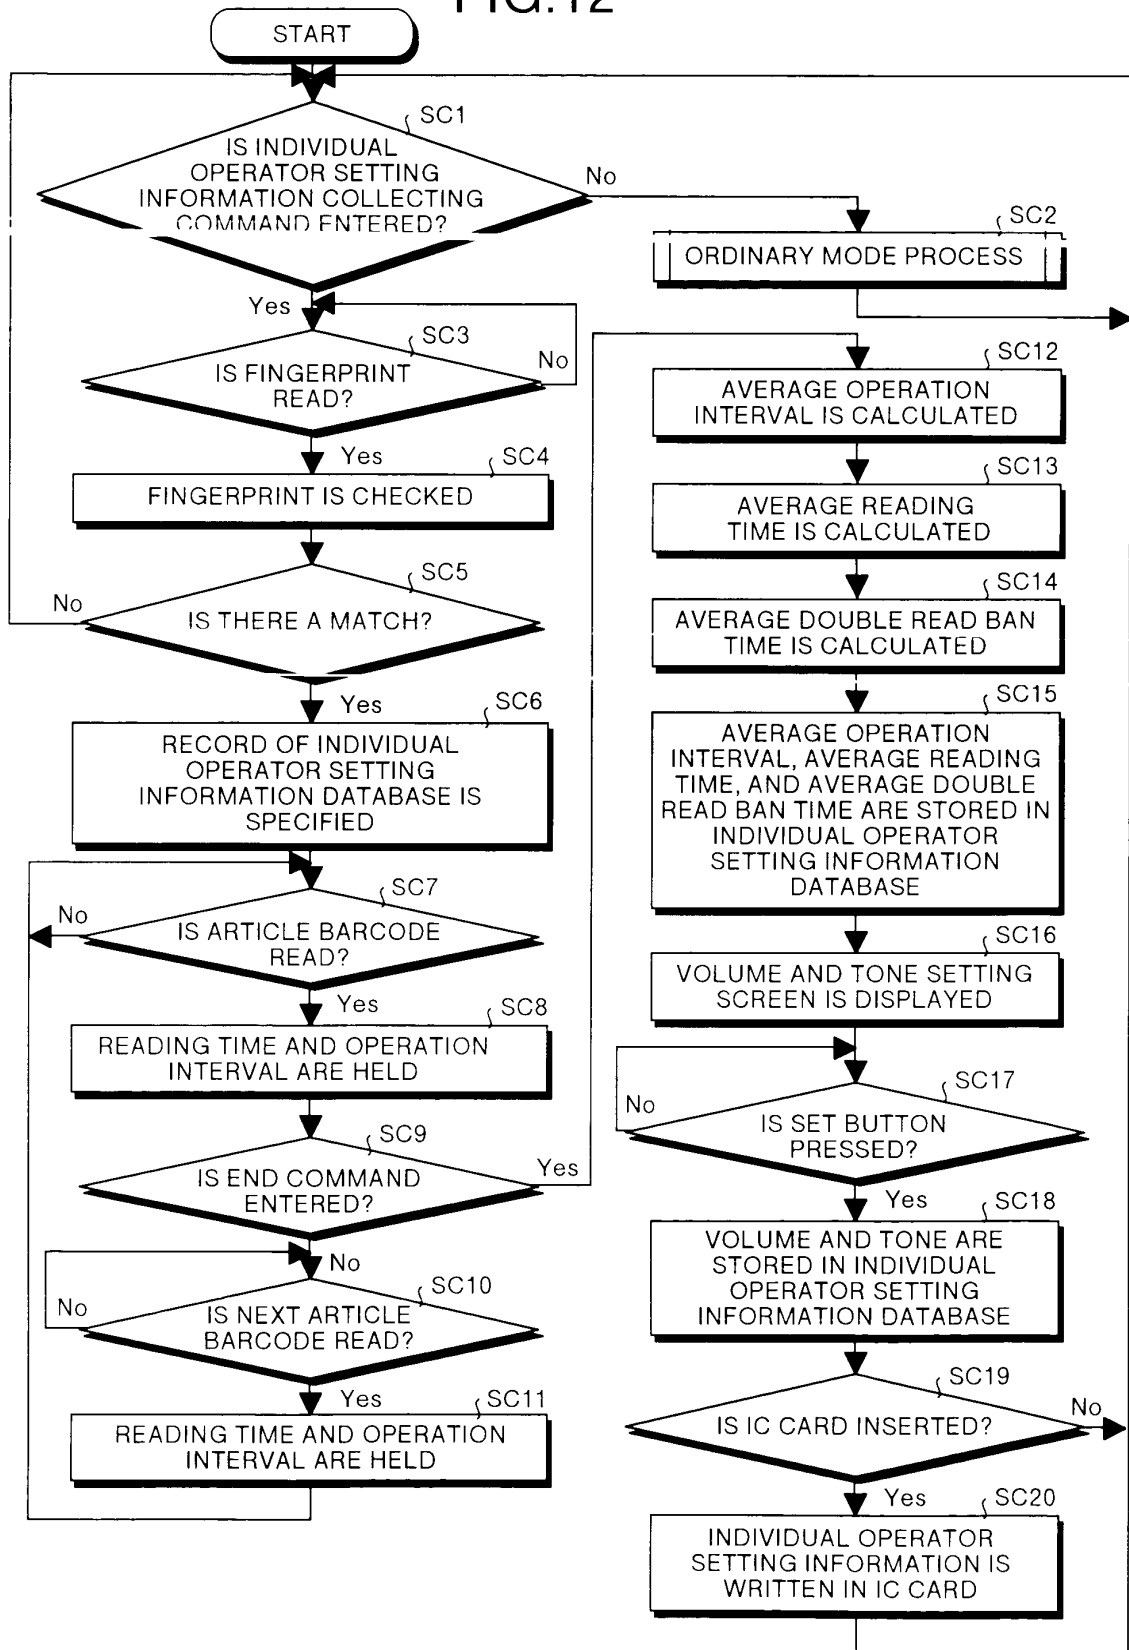 FIG.12
START
SC1
IS INDIVIDUAL
OPERATOR SETTING
INFORMATION COLLECTING
COMMAND ENTERED?
No
SC2
ORDINARY MODE PROCESS
Yes
SC3
IS FINGERPRINT
READ?
No
Yes
SC4
FINGERPRINT IS CHECKED
SC5
IS THERE A MATCH?
No
Yes
SC6
RECORD OF INDIVIDUAL
OPERATOR SETTING
INFORMATION DATABASE IS
SPECIFIED
SC7
IS ARTICLE BARCODE
READ?
No
Yes
SC8
READING TIME AND OPERATION
INTERVAL ARE HELD
SC9
IS END COMMAND
ENTERED?
Yes
No
SC10
IS NEXT ARTICLE
BARCODE READ?
No
Yes
SC11
READING TIME AND OPERATION
INTERVAL ARE HELD
SC12
AVERAGE OPERATION
INTERVAL IS CALCULATED
SC13
AVERAGE READING
TIME IS CALCULATED
SC14
AVERAGE DOUBLE READ BAN
TIME IS CALCULATED
SC15
AVERAGE OPERATION
INTERVAL, AVERAGE READING
TIME, AND AVERAGE DOUBLE
READ BAN TIME ARE STORED IN
INDIVIDUAL OPERATOR
SETTING INFORMATION
DATABASE
SC16
VOLUME AND TONE SETTING
SCREEN IS DISPLAYED
SC17
IS SET BUTTON
PRESSED?
No
Yes
SC18
VOLUME AND TONE ARE
STORED IN INDIVIDUAL
OPERATOR SETTING
INFORMATION DATABASE
SC19
IS IC CARD INSERTED?
No
Yes
SC20
INDIVIDUAL OPERATOR
SETTING INFORMATION IS
WRITTEN IN IC CARD